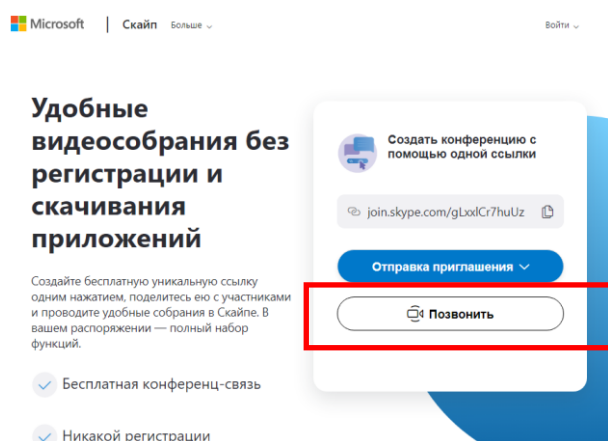 Microsoft | Скайп Больше
Войти
Удобные
видеособрания без
регистрации и
скачивания
приложений
Создайте бесплатную уникальную ссылку
одним нажатием, поделитесь ею с участниками
и проводите удобные собрания в Скайпе. В
вашем распоряжении — полный набор
функций.
Бесплатная конференц-связь
Никакой регистрации
Создать конференцию с
помощью одной ссылки
join.skype.com/gLxxlCr7huUz
Отправка приглашения
Позвонить